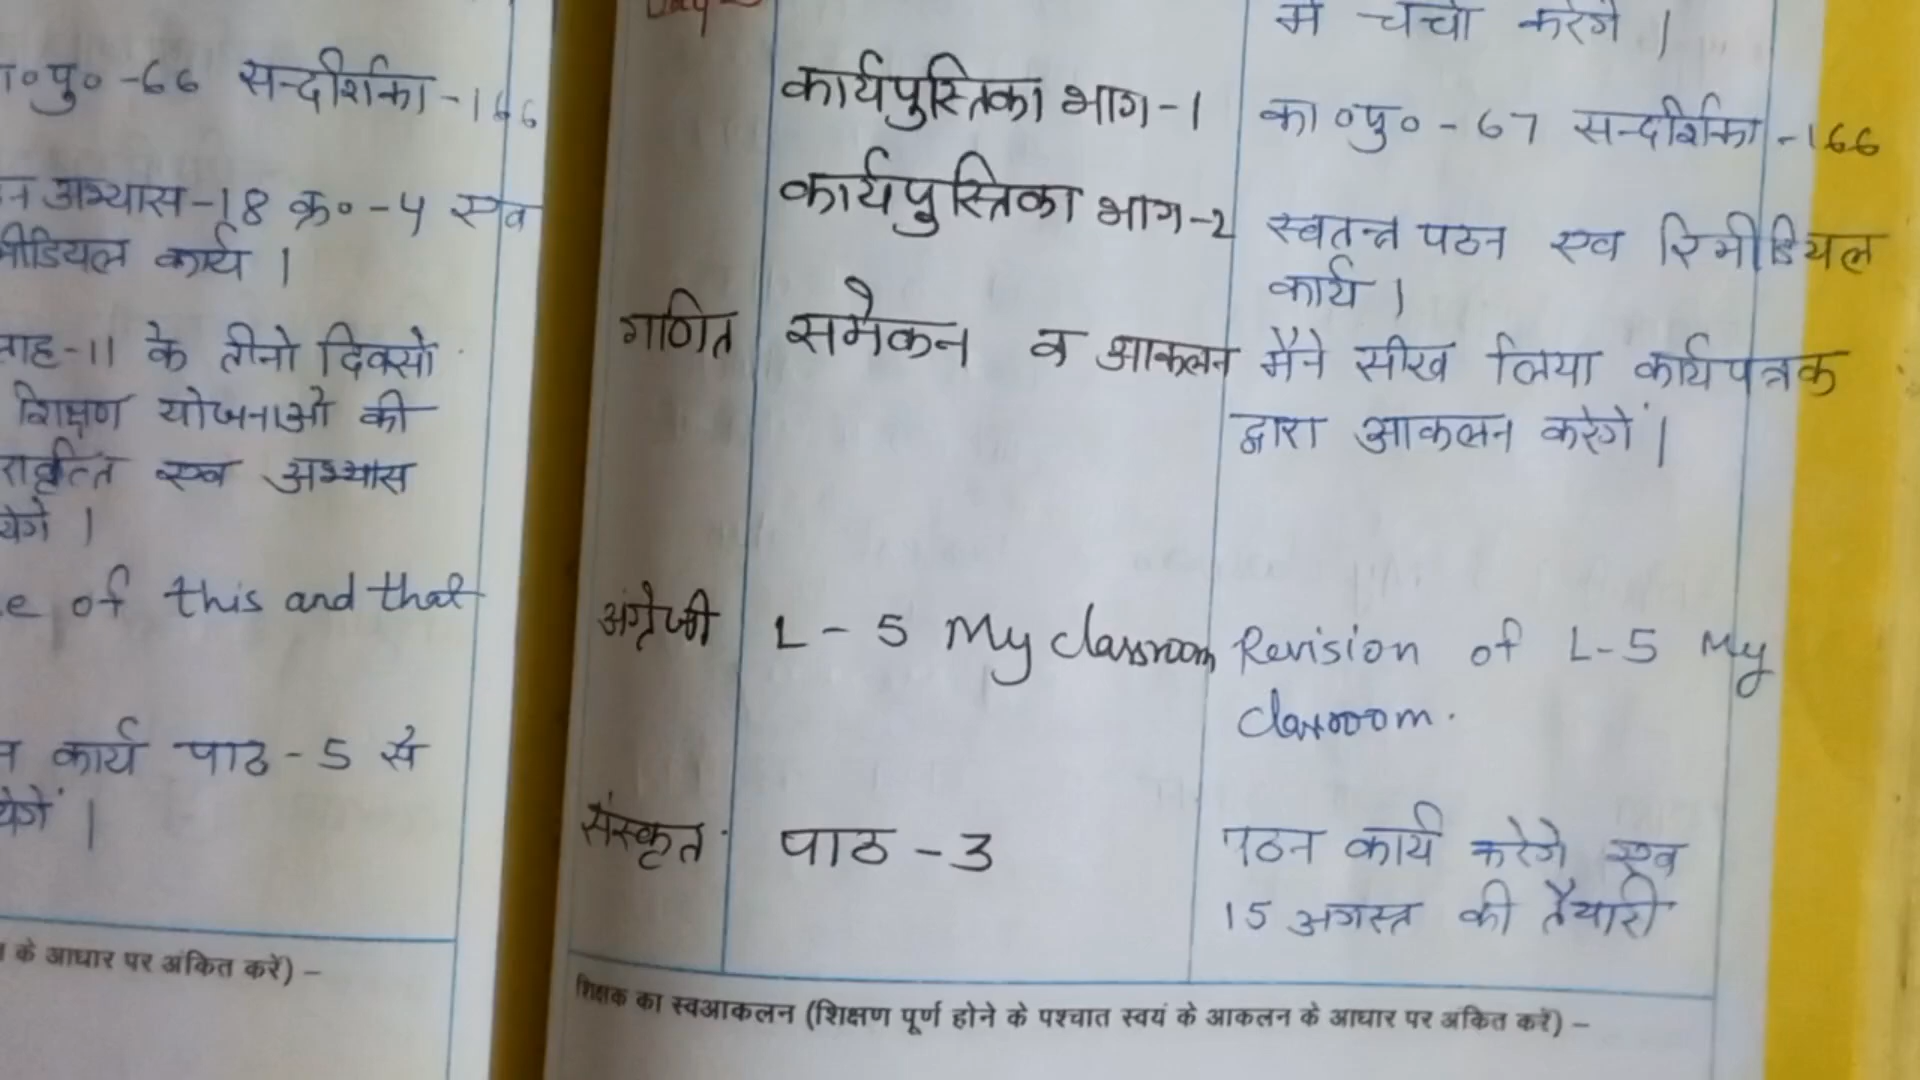 पु० -66 सन्दर्शिका -166
अभ्यास -18 क्र० -4 एव
कार्य ।
-11 के तीनो दिवसो
शिक्षण योजनाओ की
एव अभ्यास
।
of this and that
कार्य पाठ - 5 से
।
के आधार पर अंकित करें) –
मे चर्चा करेगे ।
कार्यपुस्तिका भाग -1
का०पु० - 67 सन्दर्शिका -166
कार्यपुस्तिका भाग -2
स्वतन्त्र पठन एव रिमीडियल
कार्य ।
गणित समेकन व आकलन मैने सीख लिया कार्यपत्रक
द्वारा आकलन करेगें ।
अंग्रेजी L - 5 My classroom Revision of L-5 My
classroom.
संस्कृत पाठ - 3 पठन कार्य करेगे एव
15 अगस्त की तैयारी
शिक्षक का स्वआकलन (शिक्षण पूर्ण होने के पश्चात स्वयं के आकलन के आधार पर अंकित करें) –